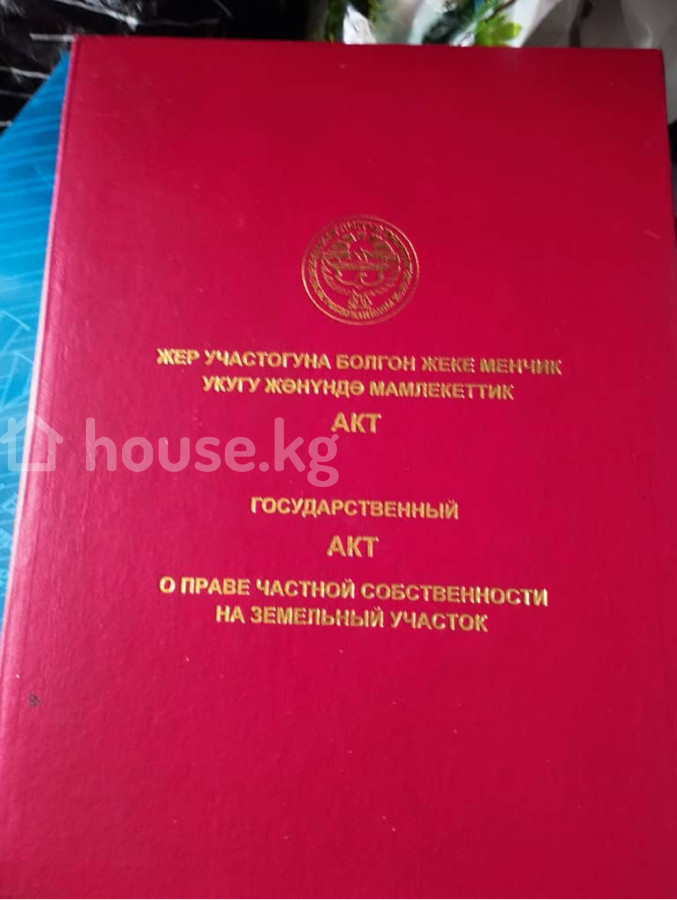 ЖЕР УЧАСТОГУНА БОЛГОН ЖЕКЕ МЕНЧИК
УКУГУ ЖӨНҮНДӨ МАМЛЕКЕТТИК
АКТ
house.kg
ГОСУДАРСТВЕННЫЙ
АКТ
О ПРАВЕ ЧАСТНОЙ СОБСТВЕННОСТИ
НА ЗЕМЕЛЬНЫЙ УЧАСТОК